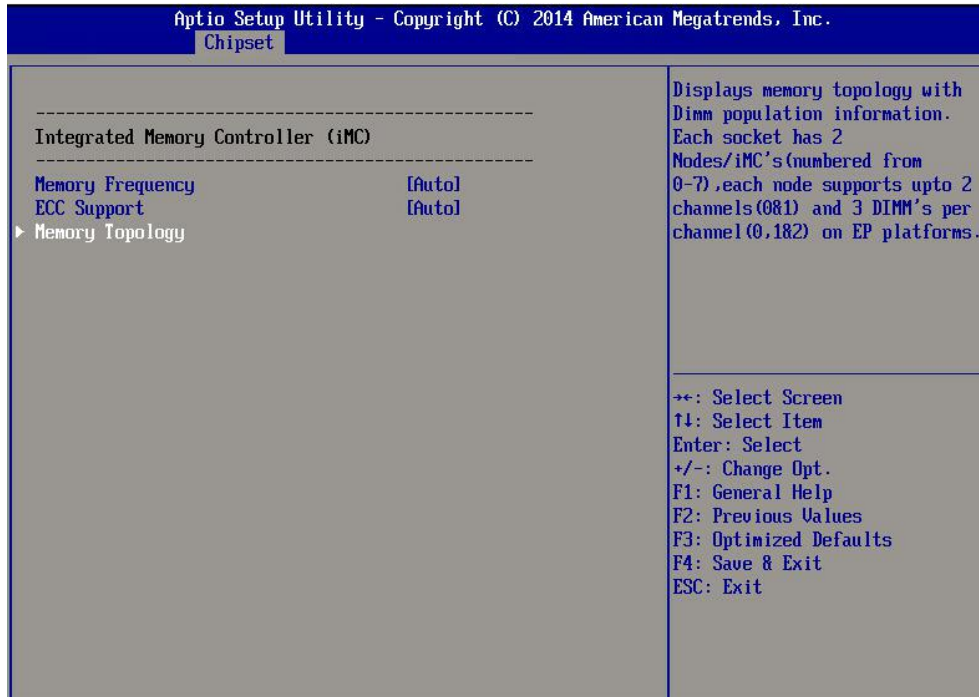 Aptio Setup Utility - Copyright (C) 2014 American Megatrends, Inc.
Chipset
Integrated Memory Controller (iMC)
Memory Frequency [Auto]
ECC Support [Auto]
Memory Topology
Displays memory topology with
Dimm population information.
Each socket has 2
Nodes/iMC's(numbered from
0-7),each node supports upto 2
channels(0&1) and 3 DIMM's per
channel(0,1&2) on EP platforms.
→←: Select Screen
↑↓: Select Item
Enter: Select
+/-: Change Opt.
F1: General Help
F2: Previous Values
F3: Optimized Defaults
F4: Save & Exit
ESC: Exit